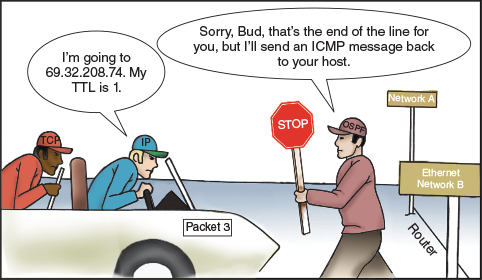 I'm going to
69.32.208.74. My
TTL is 1.
Sorry, Bud, that's the end of the line for
you, but I'll send an ICMP message back
to your host.
TCP
IP
STOP
OSPF
Network A
Ethernet
Network B
Packet 3
Router